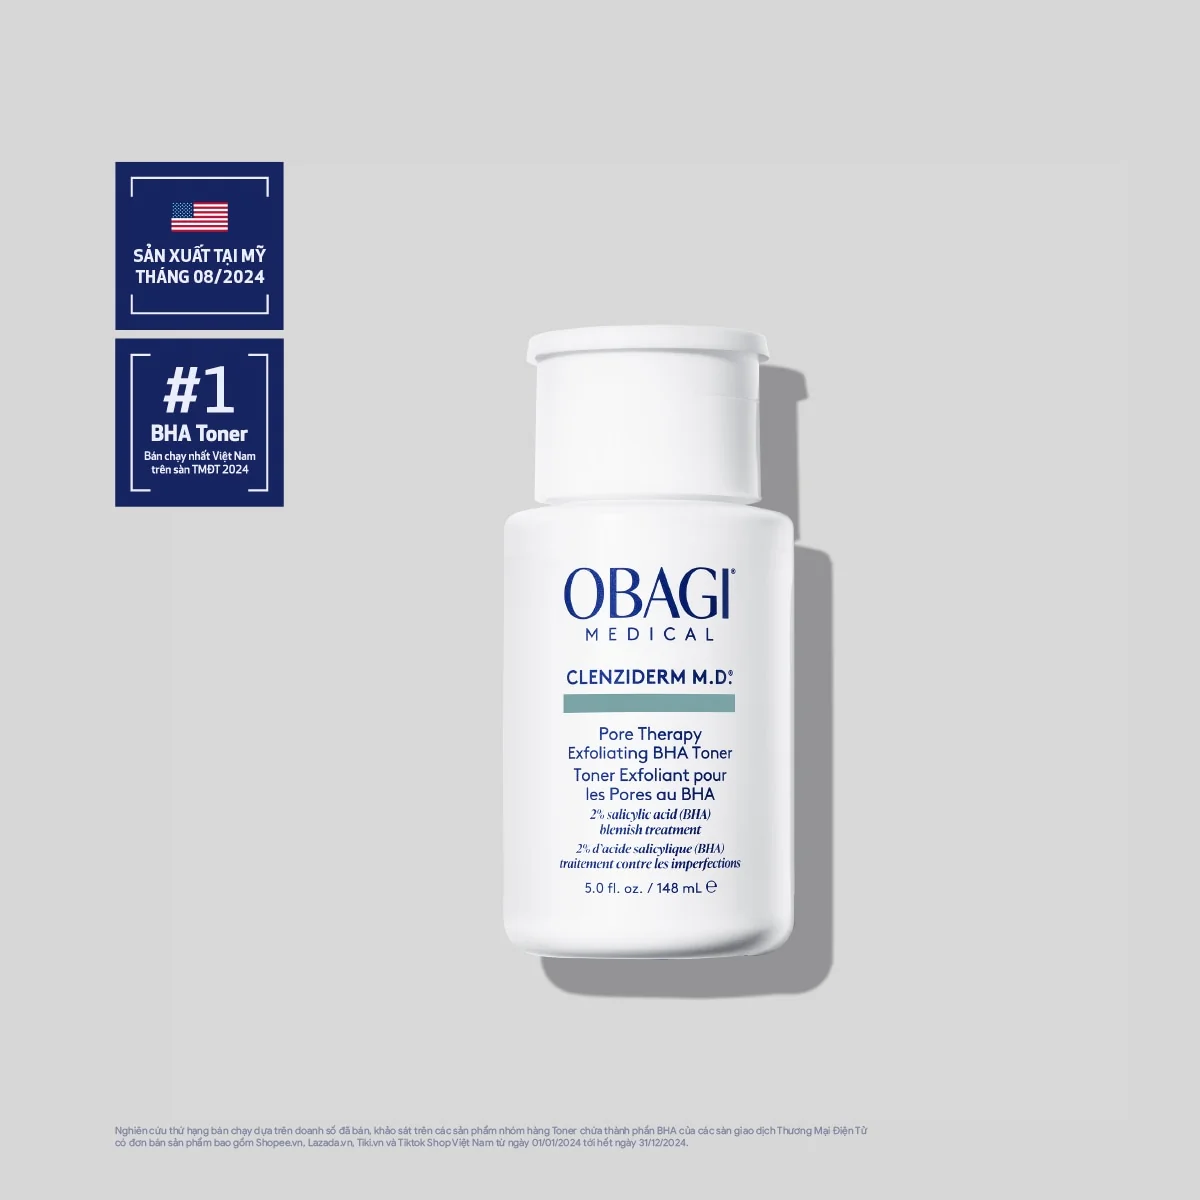 SẢN XUẤT TẠI MỸ
THÁNG 08/2024
#1
BHA Toner
Bán chạy nhất Việt Nam
trên sàn TMĐT 2024
OBAGI®
MEDICAL
CLENZIDERM M.D.®
Pore Therapy
Exfoliating BHA Toner
Toner Exfoliant pour
les Pores au BHA
2% salicylic acid (BHA)
blemish treatment
2% d'acide salicylique (BHA)
traitement contre les imperfections
5.0 fl. oz. / 148 mL ℮
Nghiên cứu thứ hạng bán chạy dựa trên doanh số đã bán, khảo sát trên các sản phẩm nhóm hàng Toner chứa thành phần BHA của các sàn giao dịch Thương Mại Điện Tử
có đơn bán sản phẩm bao gồm Shopee.vn, Lazada.vn, Tiki.vn và Tiktok Shop Việt Nam từ ngày 01/01/2024 tới hết ngày 31/12/2024.